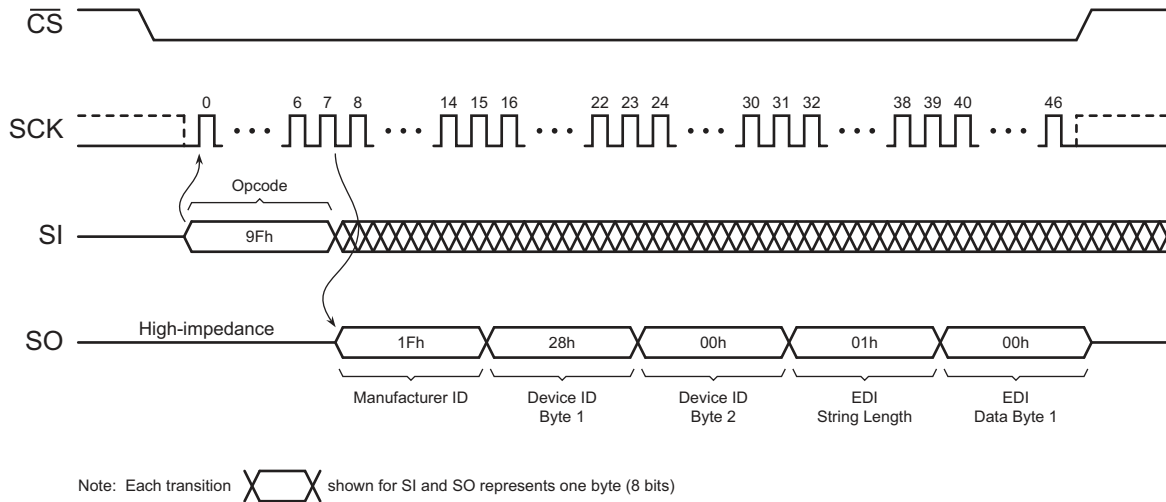 CS
SCK
0 6 7 8 14 15 16 22 23 24 30 31 32 38 39 40 46
Opcode
SI
9Fh
High-impedance
SO
1Fh 28h 00h 01h 00h
Manufacturer ID Device ID Device ID EDI EDI
Byte 1 Byte 2 String Length Data Byte 1
Note: Each transition shown for SI and SO represents one byte (8 bits)